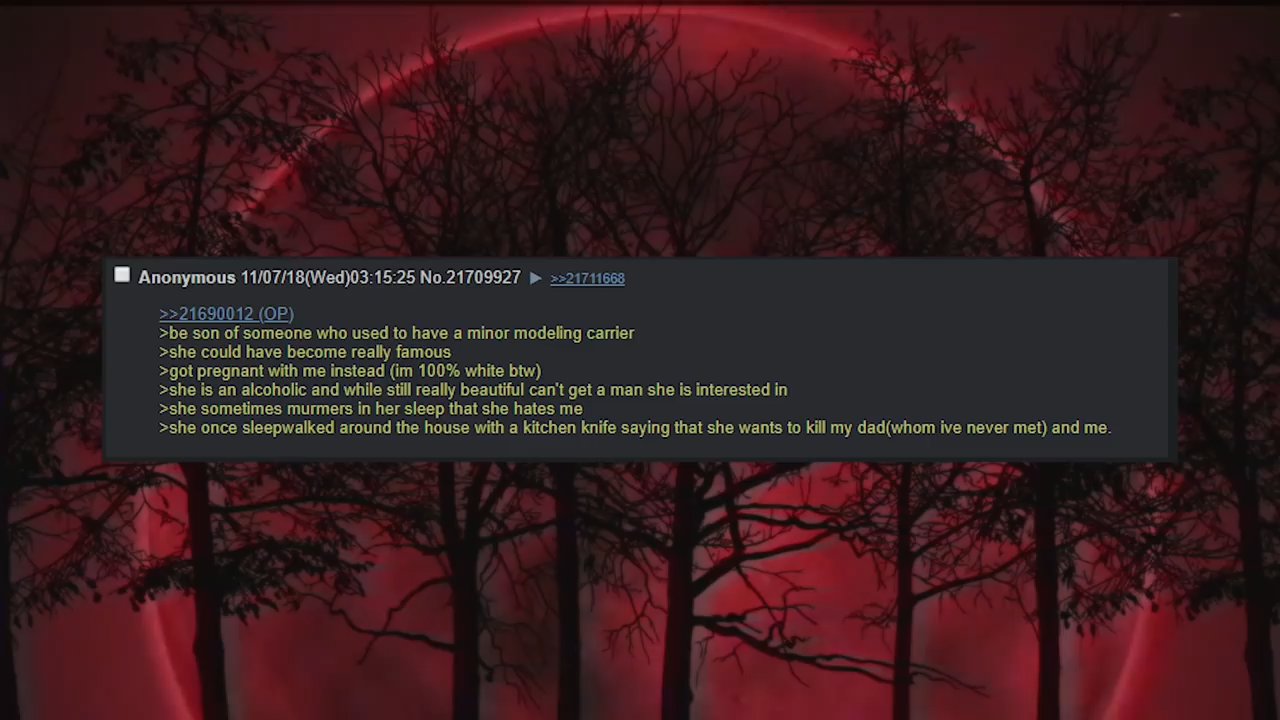 Anonymous 11/07/18(Wed)03:15:25 No.21709927 ▶ >>21711668
>>21690012 (OP)
>be son of someone who used to have a minor modeling carrier
>she could have become really famous
>got pregnant with me instead (im 100% white btw)
>she is an alcoholic and while still really beautiful can't get a man she is interested in
>she sometimes murmers in her sleep that she hates me
>she once sleepwalked around the house with a kitchen knife saying that she wants to kill my dad(whom ive never met) and me.